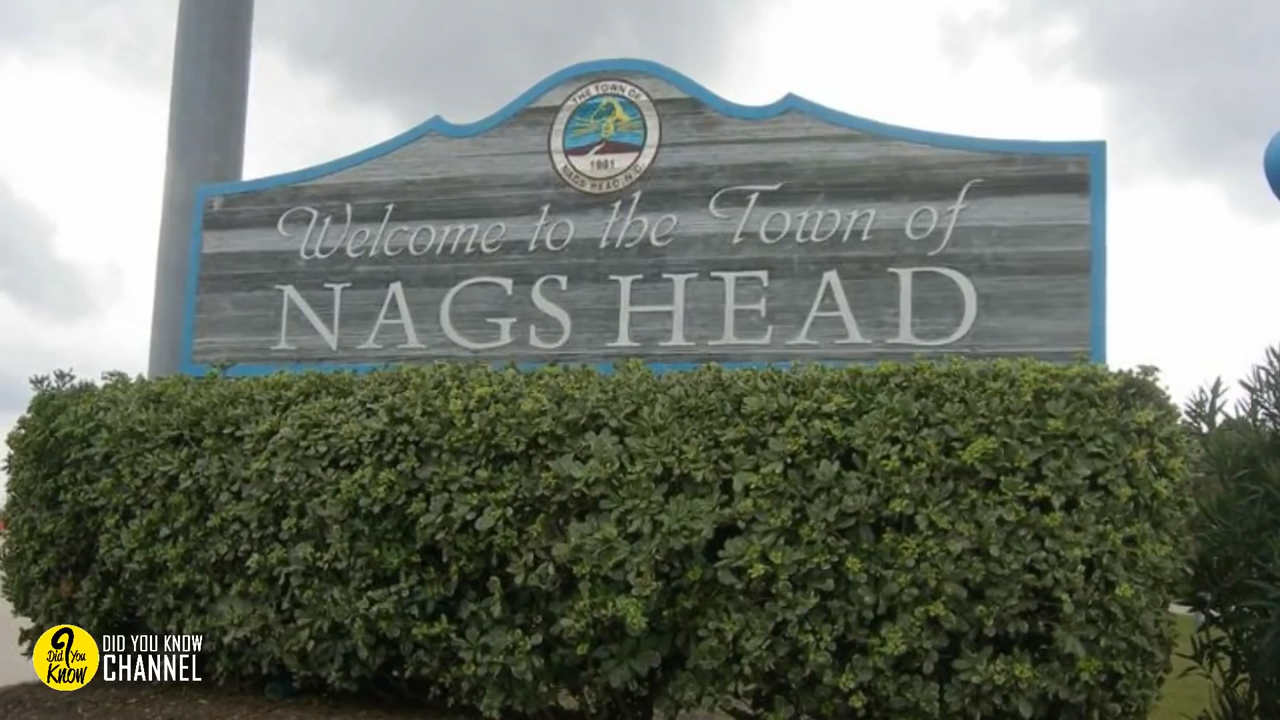 THE TOWN OF
1961
NAGS HEAD, N.C.
Welcome to the Town of
NAGS HEAD
?
Did You
Know
DID YOU KNOW
CHANNEL